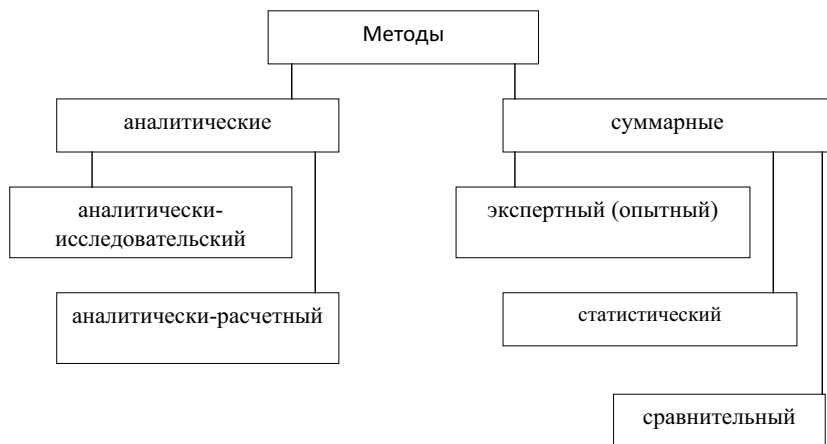 Методы
аналитические
суммарные
аналитически-
исследовательский
экспертный (опытный)
аналитически-расчетный
статистический
сравнительный